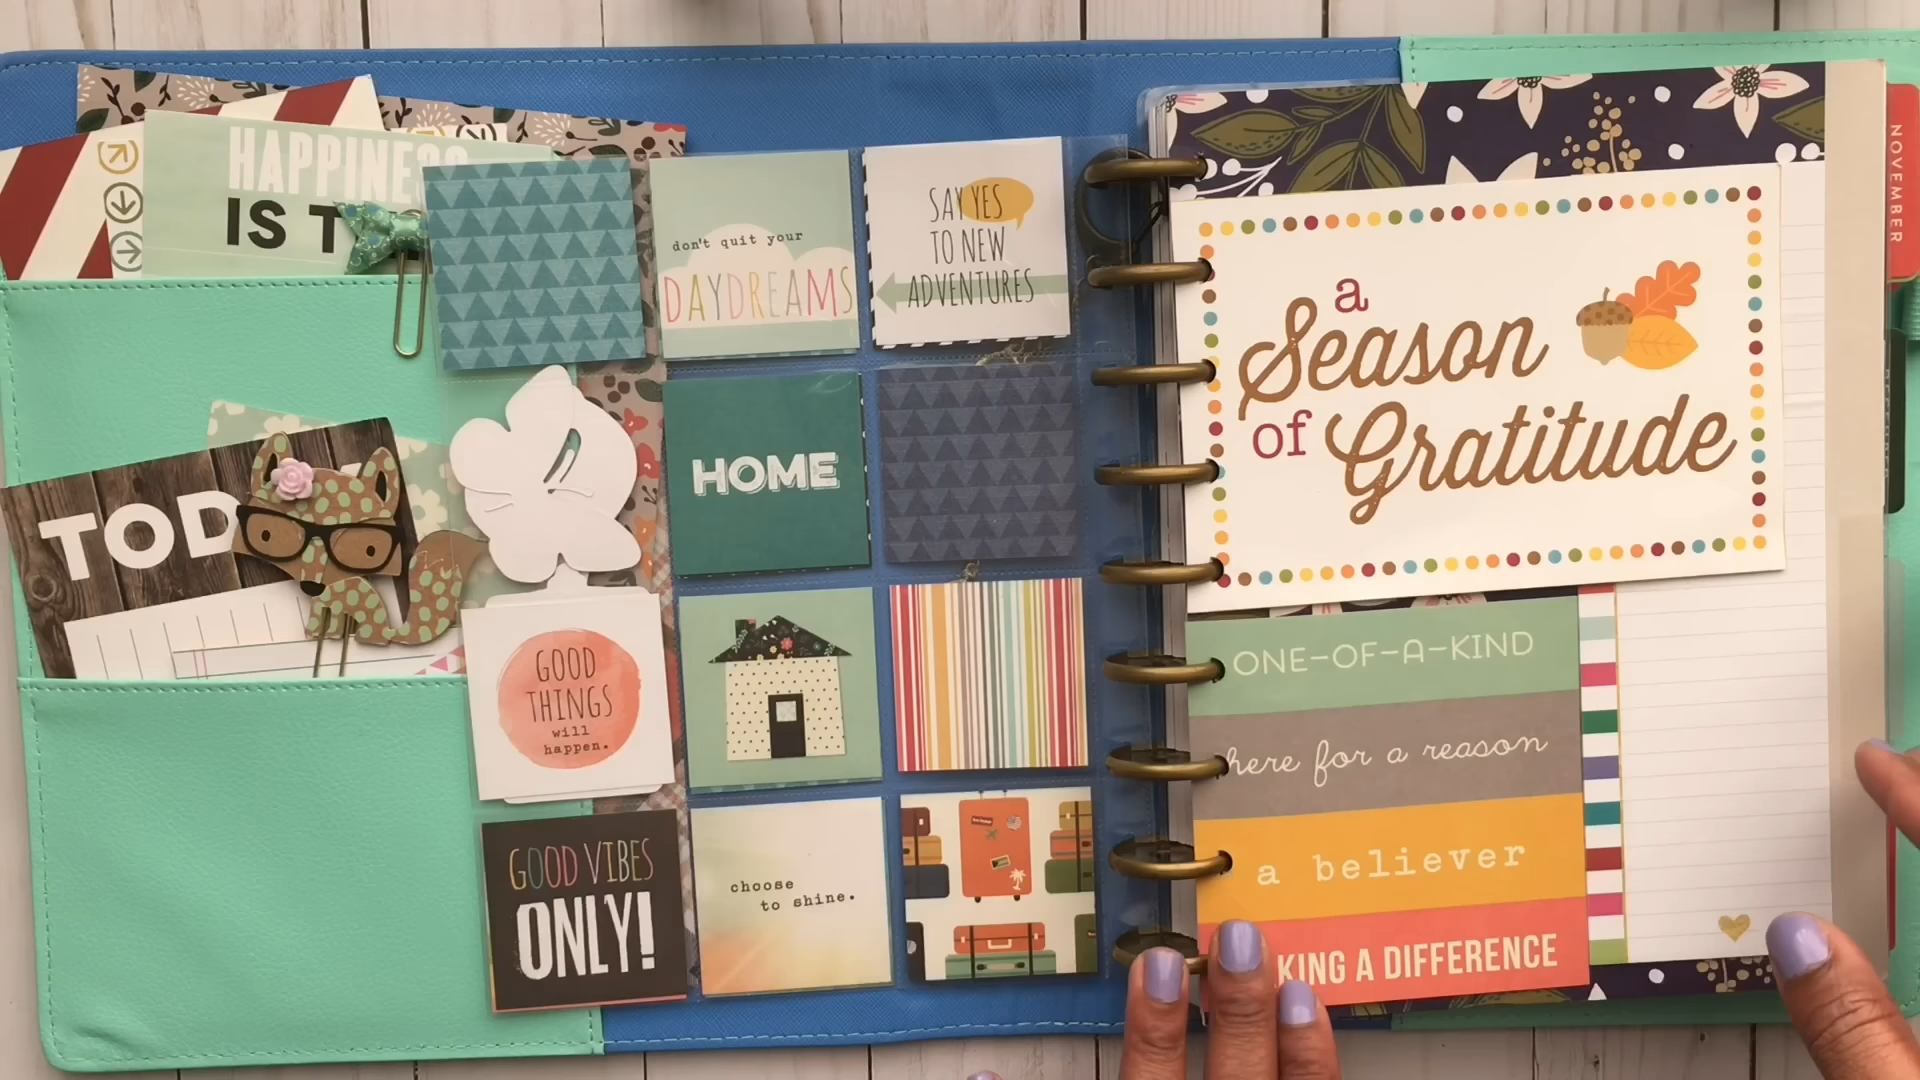 HAPPINESS
IS T
TOD
don't quit your
DAYDREAMS
SAY YES
TO NEW
ADVENTURES
HOME
GOOD
THINGS
will
happen.
GOOD VIBES
ONLY!
choose
to shine.
a
Season
of Gratitude
ONE-OF-A-KIND
here for a reason
a believer
KING A DIFFERENCE
NOVEMBER